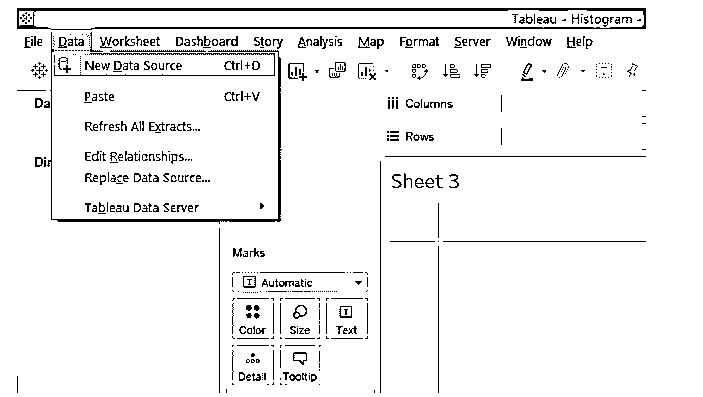 Tableau - Histogram -
File Data Worksheet Dashboard Story Analysis Map Format Server Window Help
New Data Source Ctrl+D
Paste Ctrl+V
Refresh All Extracts...
Edit Relationships...
Replace Data Source...
Tableau Data Server
Da
Dir
Columns
Rows
Sheet 3
Marks
Automatic
Color Size Text
Detail Tooltip